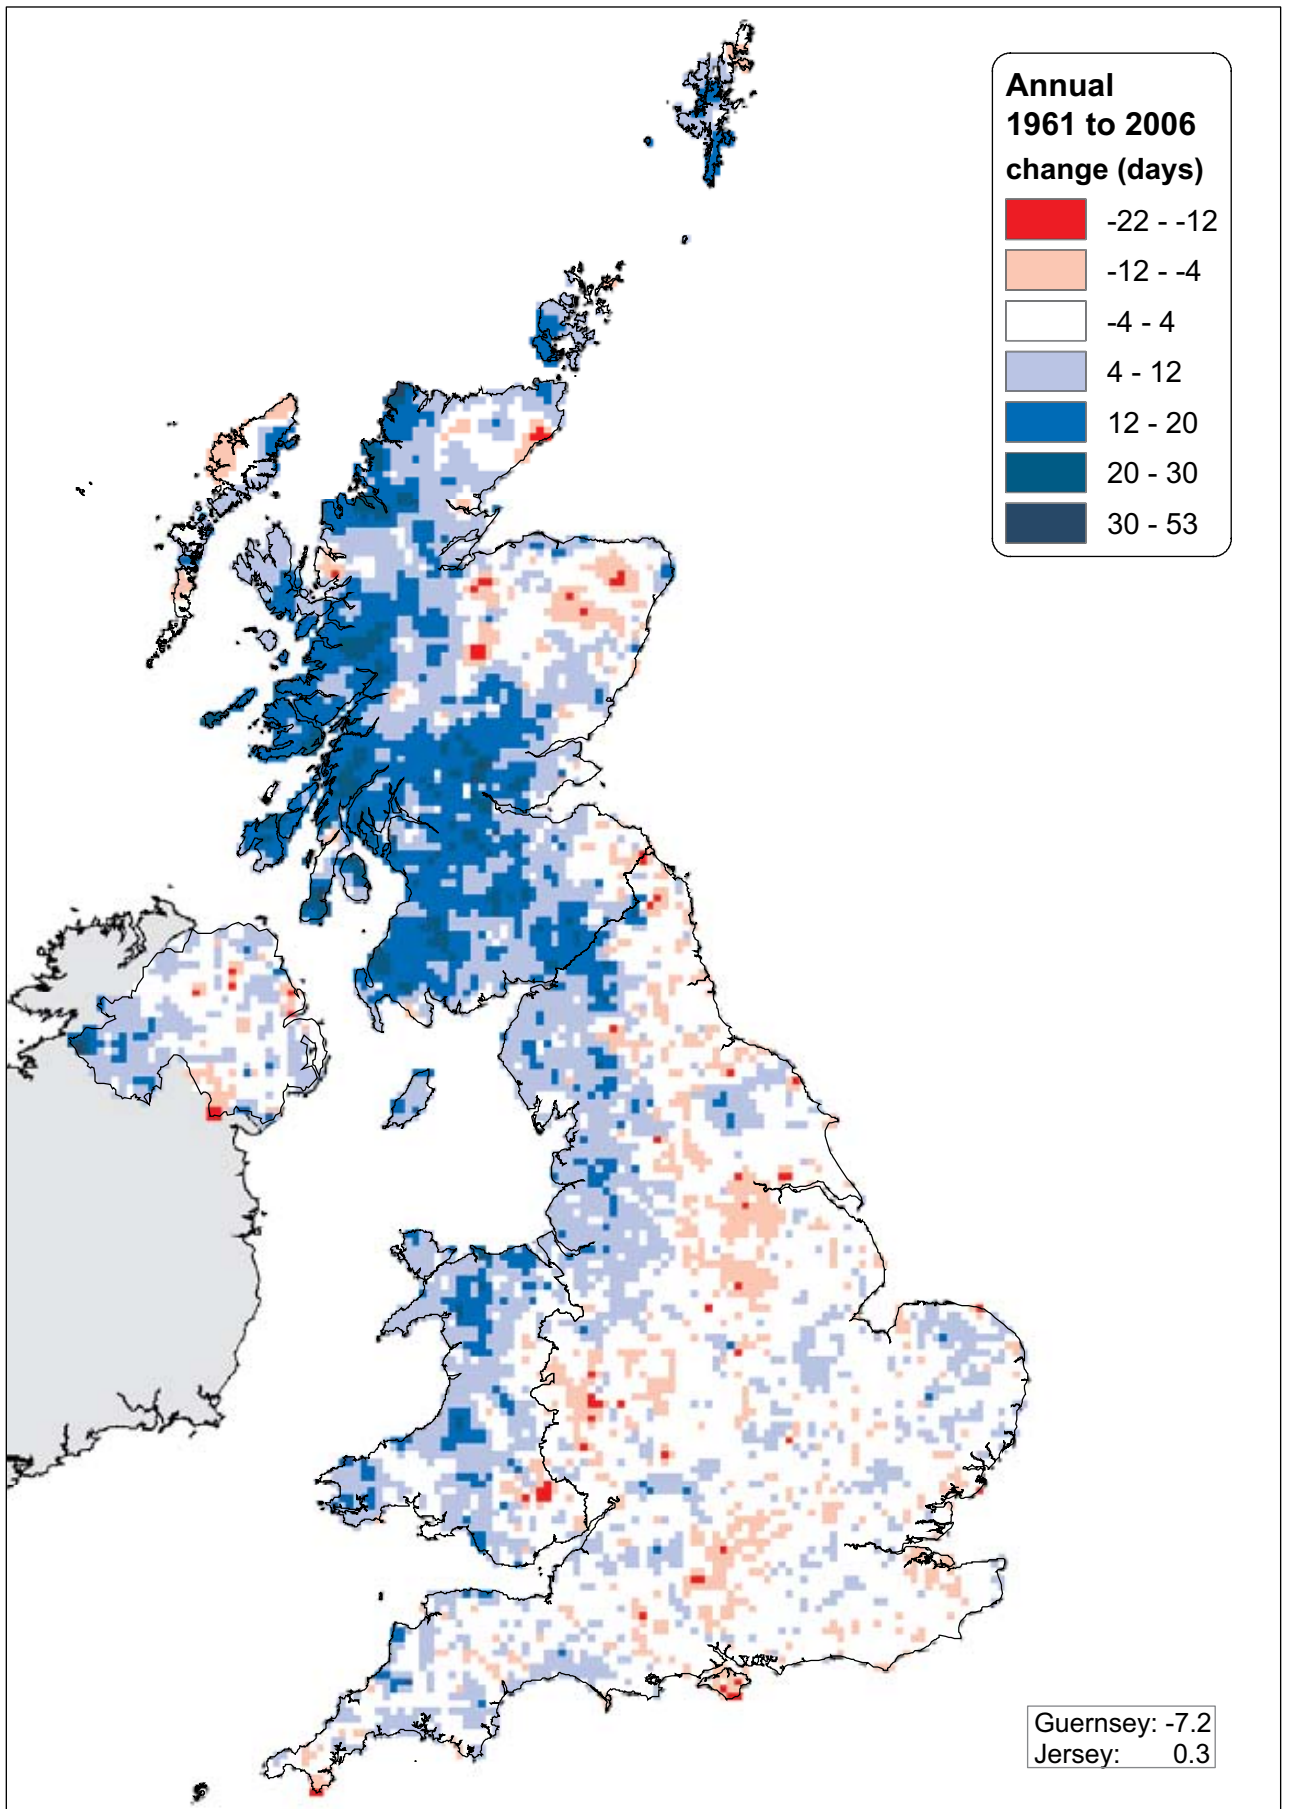 Annual
1961 to 2006
change (days)
-22 - -12
-12 - -4
-4 - 4
4 - 12
12 - 20
20 - 30
30 - 53
Guernsey: -7.2
Jersey: 0.3